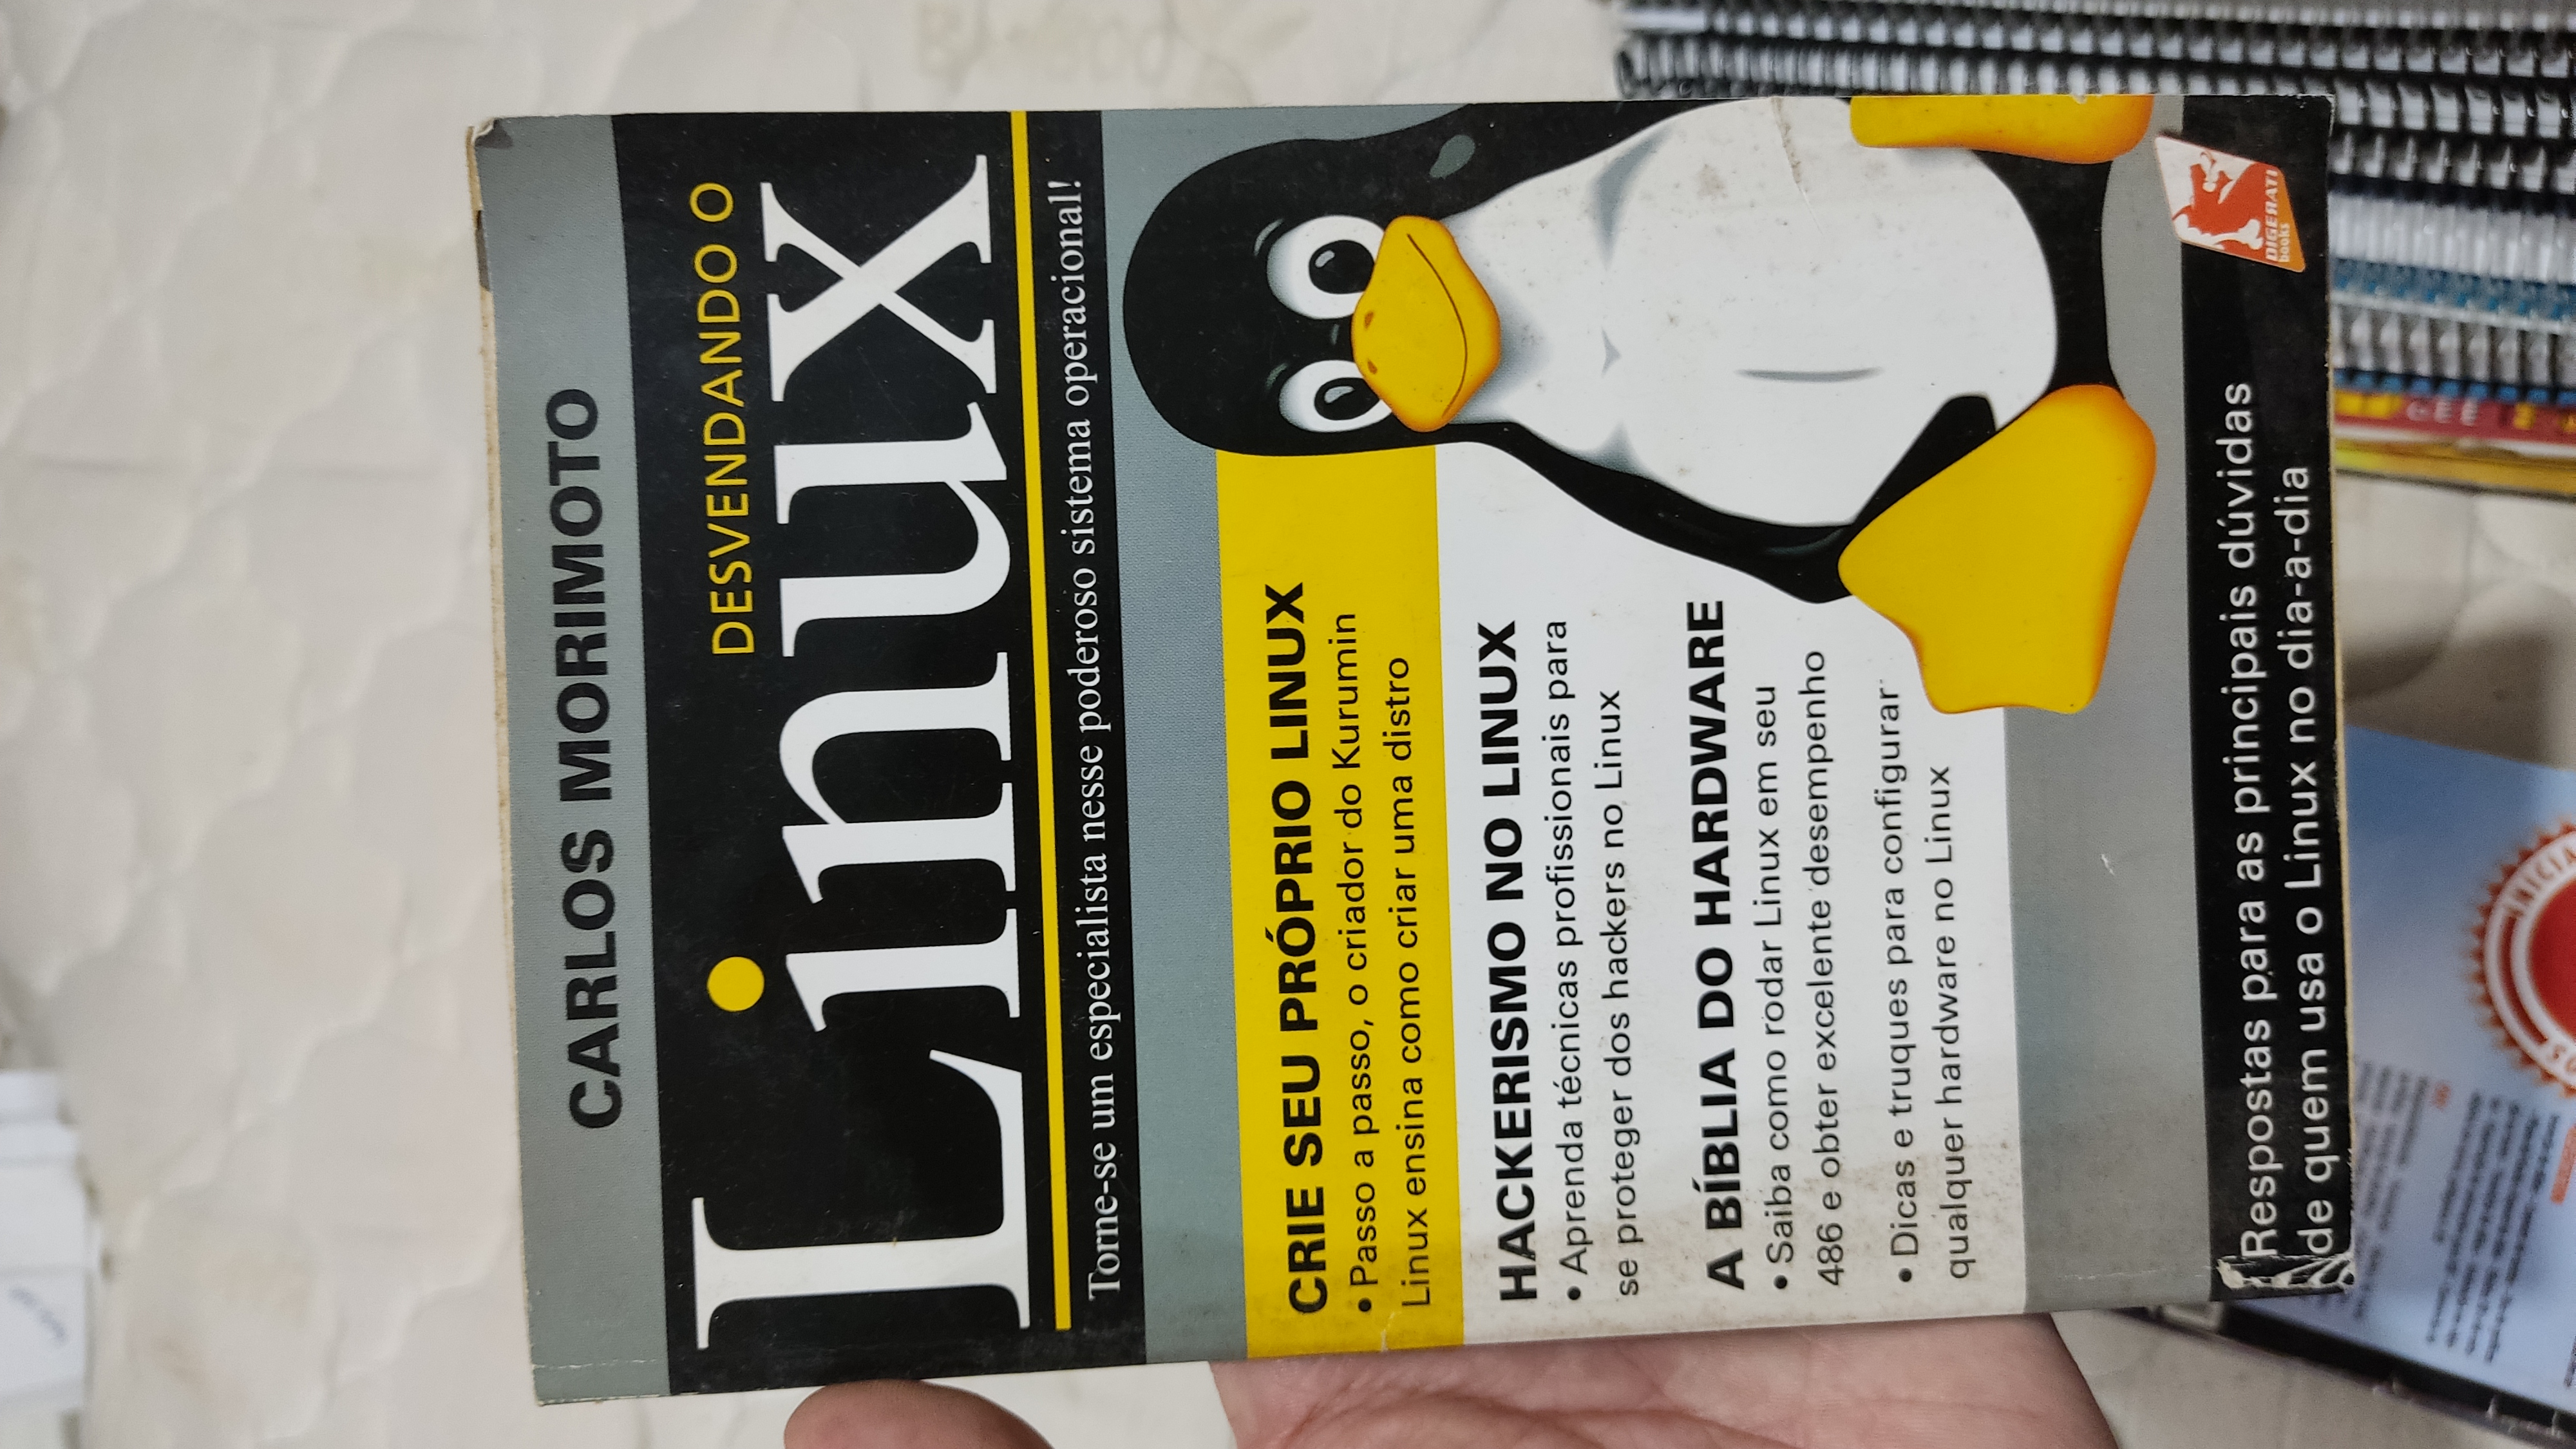 CARLOS MORIMOTO
DESVENDANDO O
Linux
Torne-se um especialista nesse poderoso sistema operacional!
CRIE SEU PRÓPRIO LINUX
• Passo a passo, o criador do Kurumin
Linux ensina como criar uma distro
HACKERISMO NO LINUX
• Aprenda técnicas profissionais para
se proteger dos hackers no Linux
A BÍBLIA DO HARDWARE
• Saiba como rodar Linux em seu
486 e obter excelente desempenho
• Dicas e truques para configurar
qualquer hardware no Linux
Respostas para as principais dúvidas
de quem usa o Linux no dia-a-dia
DIGERATI
books